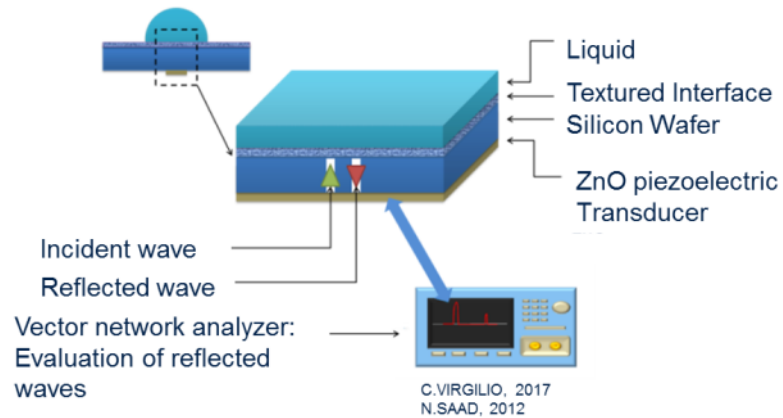 Liquid
Textured Interface
Silicon Wafer
ZnO piezoelectric
Transducer
Incident wave
Reflected wave
Vector network analyzer:
Evaluation of reflected
waves
C.VIRGILIO, 2017
N.SAAD, 2012